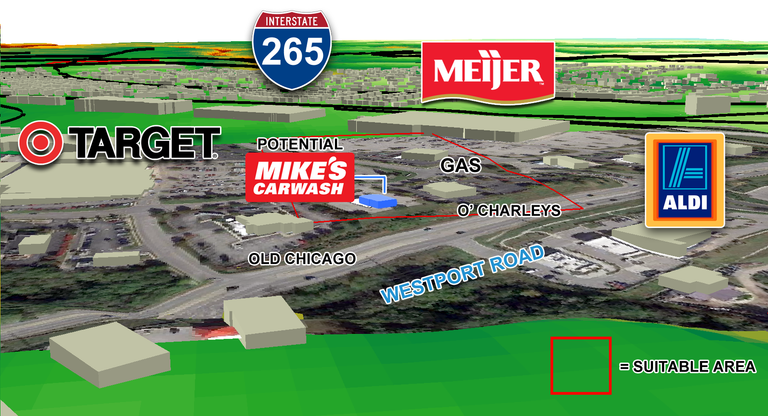 INTERSTATE
265
MEIJER
TARGET
POTENTIAL
MIKE'S
CARWASH
GAS
ALDI
O' CHARLEYS
OLD CHICAGO
WESTPORT ROAD
= SUITABLE AREA